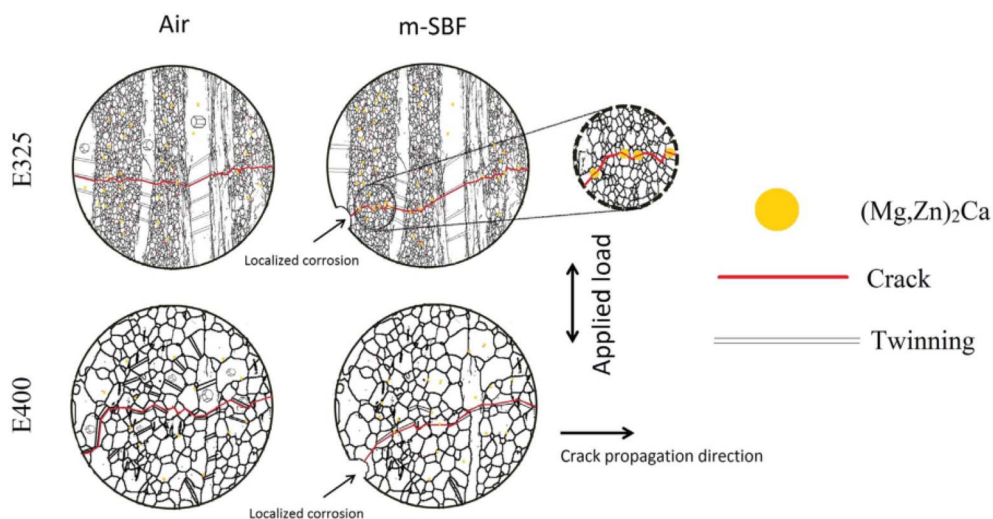 Air
m-SBF
E325
Localized corrosion
(Mg,Zn)₂Ca
Crack
Twinning
Applied load
E400
Crack propagation direction
Localized corrosion